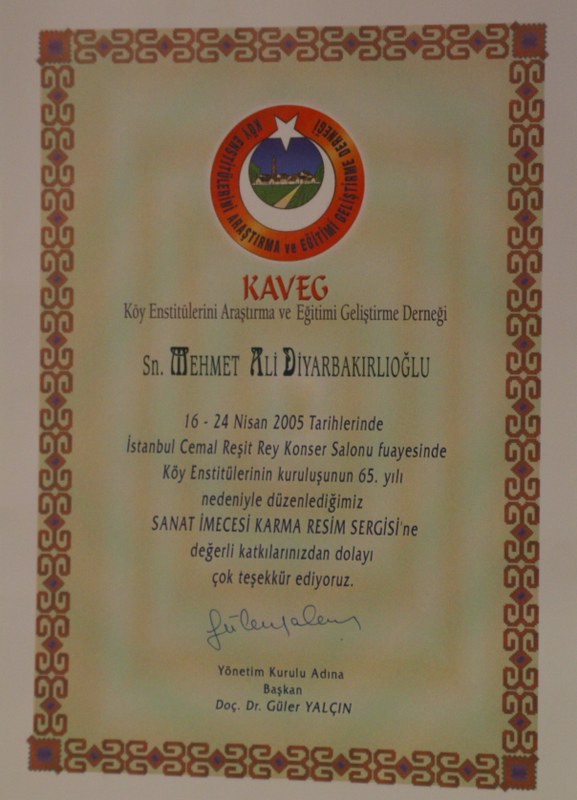 KÖY ENSTİTÜLERİNİ ARAŞTIRMA ve EĞİTİMİ GELİŞTİRME DERNEĞİ
KAVEG
Köy Enstitülerini Araştırma ve Eğitimi Geliştirme Derneği
Sn. MEHMET ALİ DİYARBAKIRLIOĞLU
16 - 24 Nisan 2005 Tarihlerinde
İstanbul Cemal Reşit Rey Konser Salonu fuayesinde
Köy Enstitülerinin kuruluşunun 65. yılı
nedeniyle düzenlediğimiz
SANAT İMECESİ KARMA RESİM SERGİSİ'ne
değerli katkılarınızdan dolayı
çok teşekkür ediyoruz.
Yönetim Kurulu Adına
Başkan
Doç. Dr. Güler YALÇIN